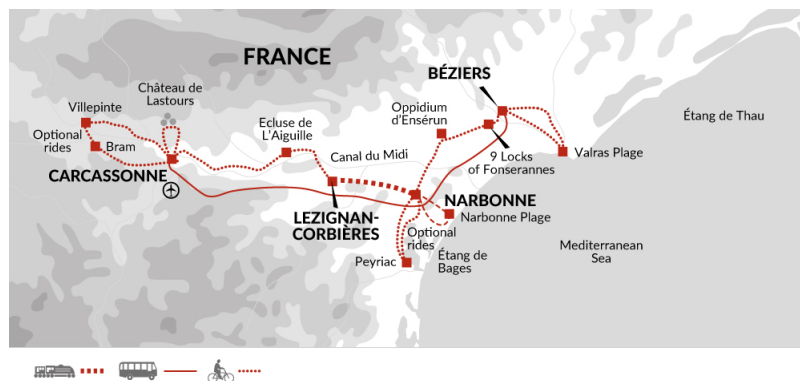 FRANCE
BÉZIERS
Château de
Lastours
Villepinte
Oppidium
d'Ensérun
Étang de Thau
Ecluse de
L'Aiguille
Optional
rides
Bram
Canal du Midi
Valras Plage
9 Locks
of Fonserannes
CARCASSONNE
NARBONNE
Narbonne Plage
LEZIGNAN-
CORBIÈRES
Optional
rides
Mediterranean
Sea
Étang de
Bages
Peyriac